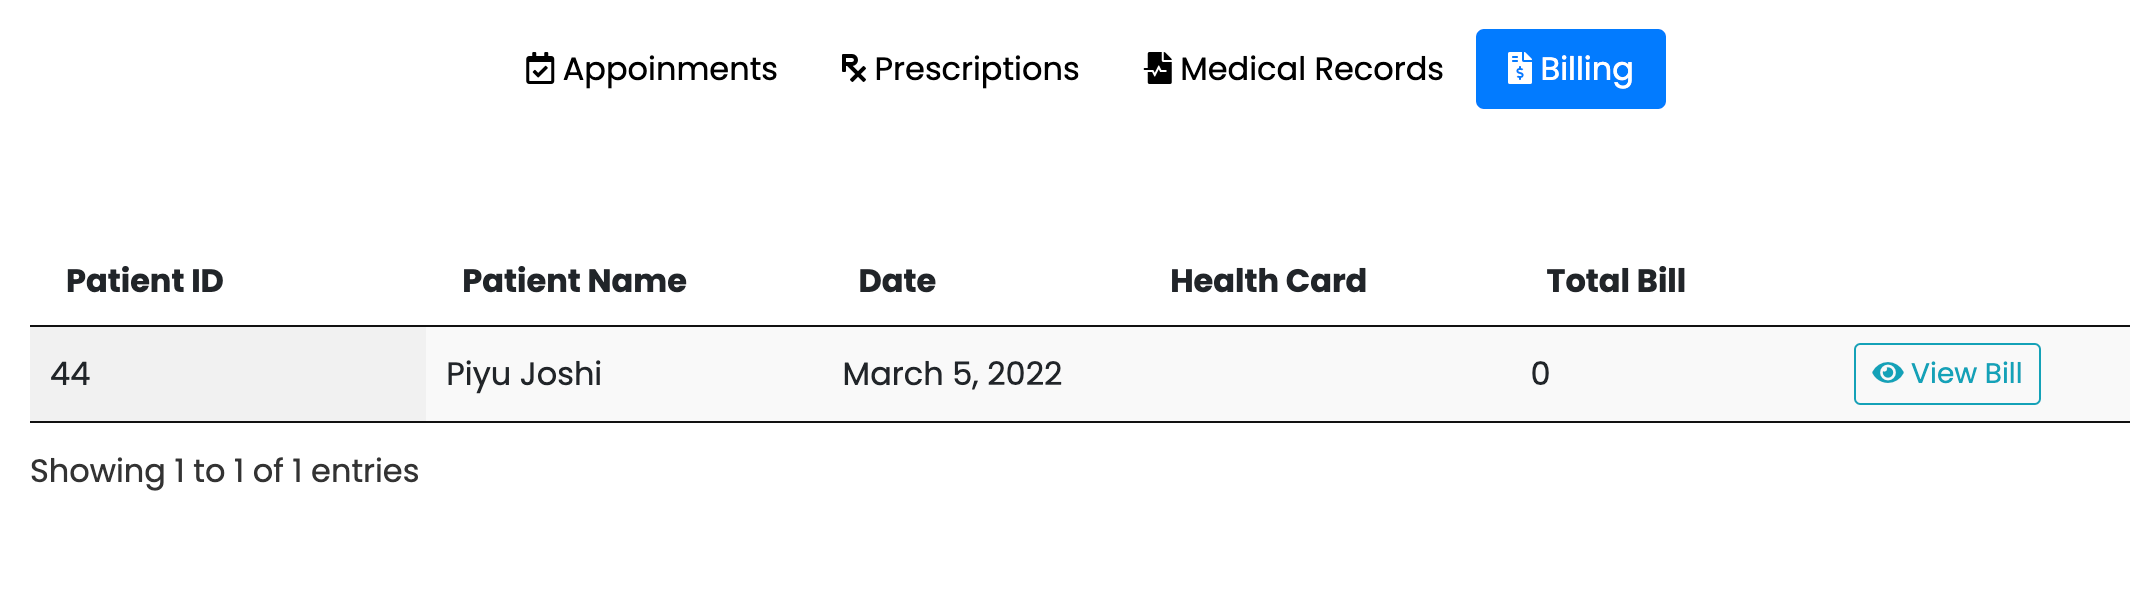 Appoinments Prescriptions Medical Records Billing
Patient ID Patient Name Date Health Card Total Bill
44 Piyu Joshi March 5, 2022 0 View Bill
Showing 1 to 1 of 1 entries